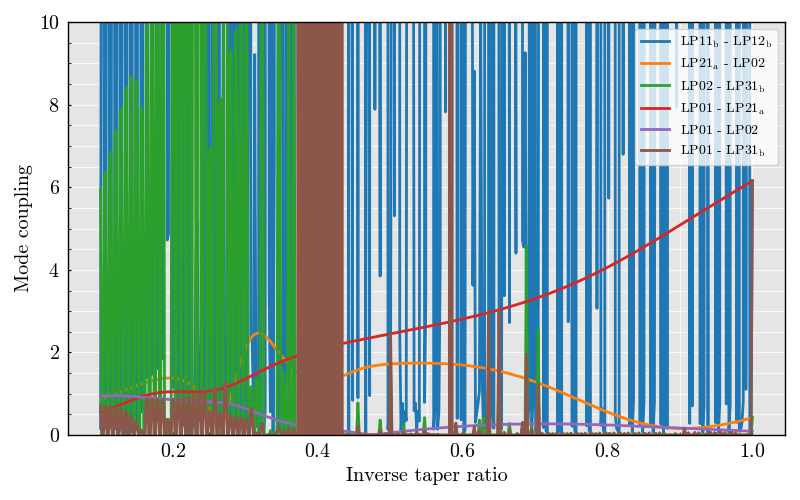 10
8
6
4
2
0
Mode coupling
LP11b - LP12b
LP21a - LP02
LP02 - LP31b
LP01 - LP21a
LP01 - LP02
LP01 - LP31b
0.2 0.4 0.6 0.8 1.0
Inverse taper ratio